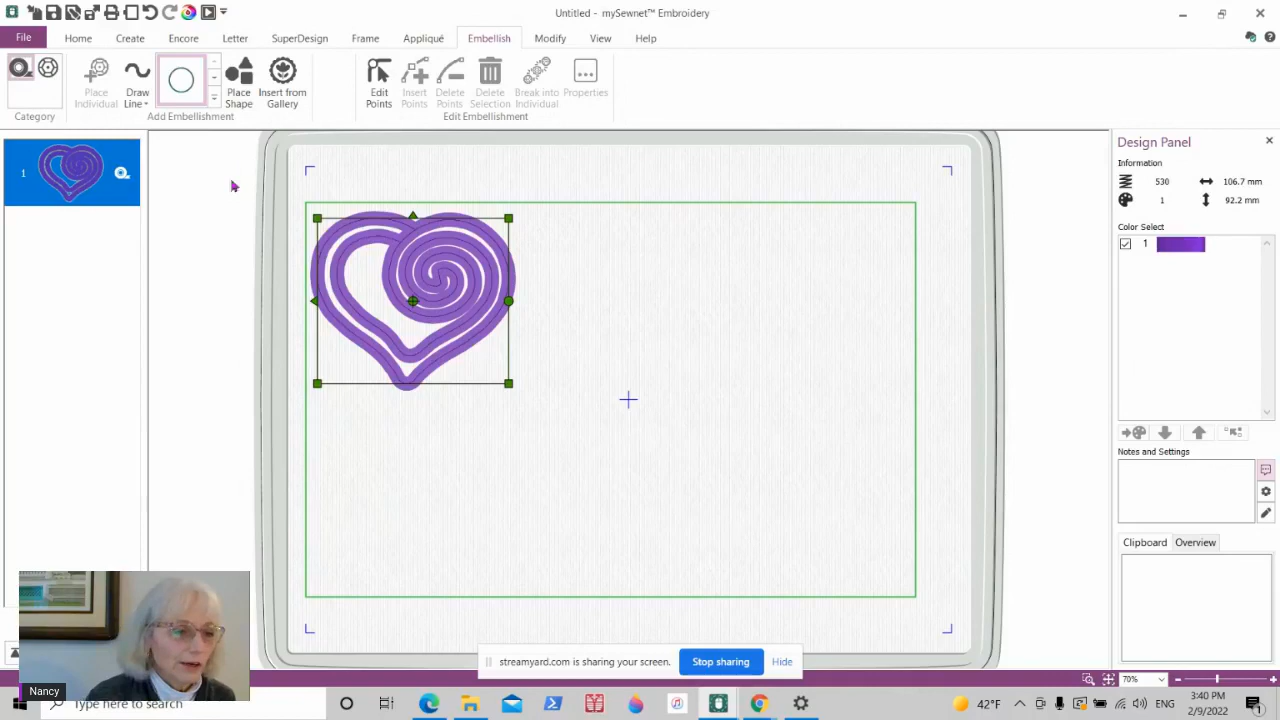 Untitled - mySewnet™ Embroidery
File Home Create Encore Letter SuperDesign Frame Appliqué Embellish Modify View Help
Place Individual
Draw Line
Place Shape
Insert from Gallery
Edit Points
Insert Points
Delete Points
Delete Selection
Break into Individual
Properties
Category Add Embellishment Edit Embellishment
1
Design Panel
Information
530 106.7 mm
1 92.2 mm
Color Select
1
Notes and Settings
Clipboard Overview
streamyard.com is sharing your screen. Stop sharing Hide
Nancy
70%
Type here to search
42°F
3:40 PM
2/9/2022
1